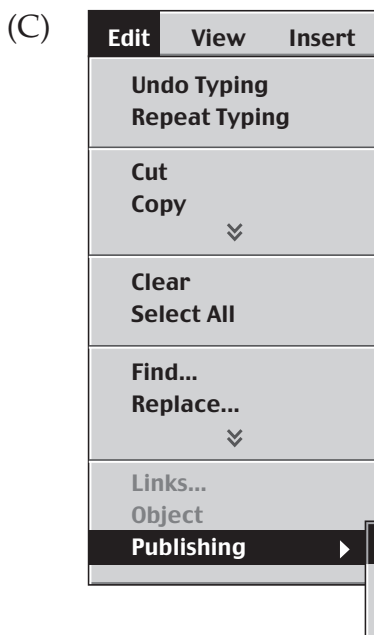 (C)
Edit View Insert
Undo Typing
Repeat Typing
Cut
Copy
Clear
Select All
Find...
Replace...
Links...
Object
Publishing